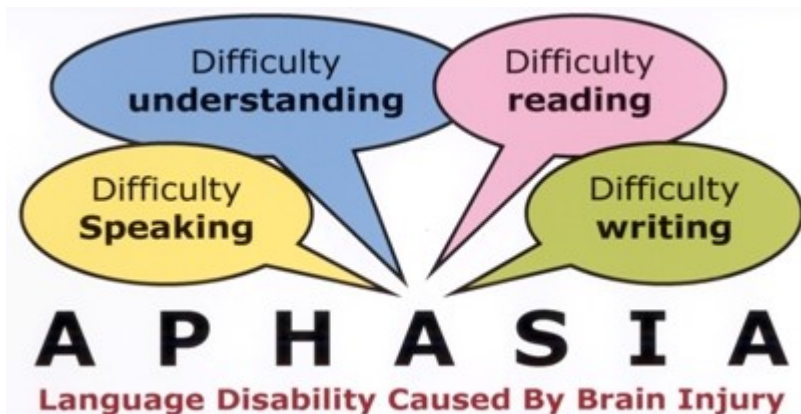 Difficulty
understanding
Difficulty
reading
Difficulty
Speaking
Difficulty
writing
A P H A S I A
Language Disability Caused By Brain Injury